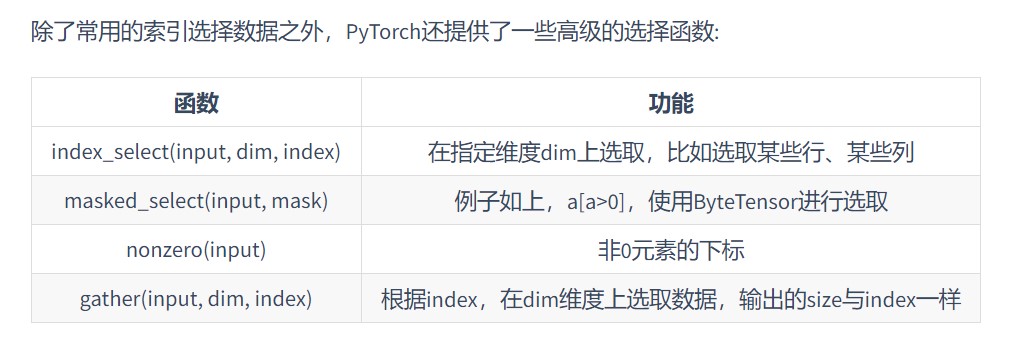 除了常用的索引选择数据之外，PyTorch还提供了一些高级的选择函数:
函数 功能
index_select(input, dim, index) 在指定维度dim上选取，比如选取某些行、某些列
masked_select(input, mask) 例子如上，a[a>0]，使用ByteTensor进行选取
nonzero(input) 非0元素的下标
gather(input, dim, index) 根据index，在dim维度上选取数据，输出的size与index一样